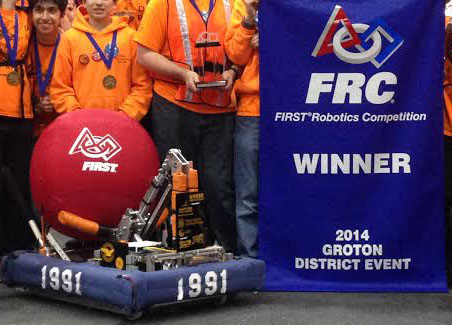 FIRST
FRC
FIRST® Robotics Competition
WINNER
2014
GROTON
DISTRICT EVENT
1991
1991